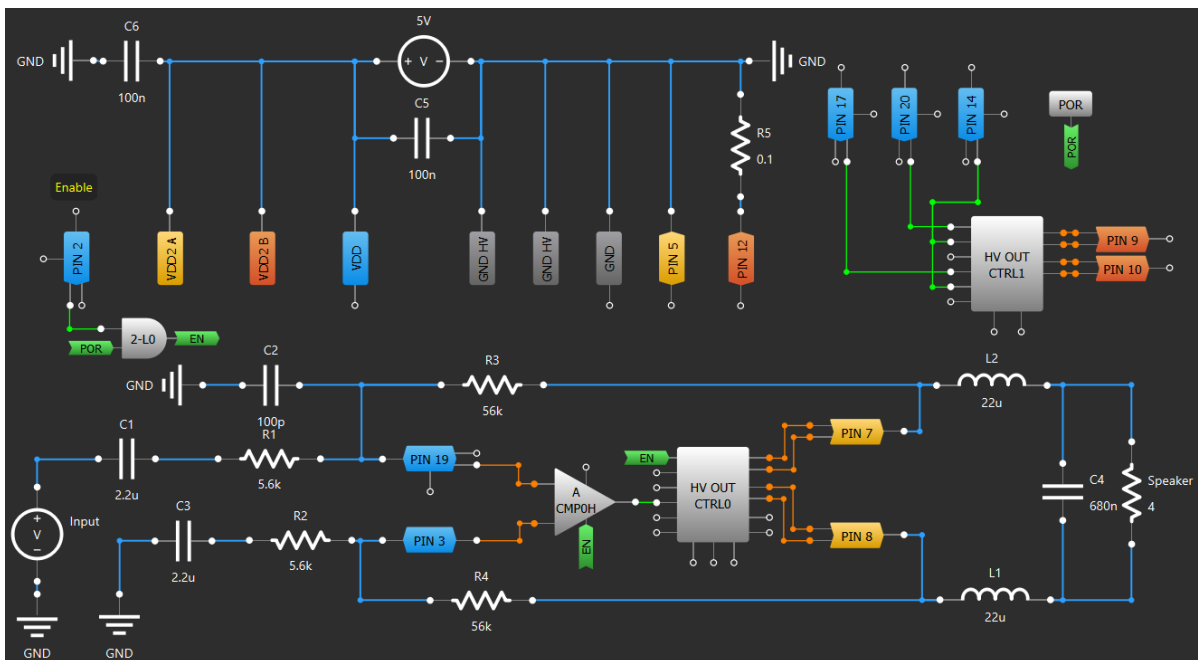 5V
C6
GND
+ V −
GND
100n
C5
100n
R5
0.1
PIN 17
PIN 20
PIN 14
POR
POR
Enable
PIN 2
VDD2 A
VDD2 B
VDD
GND HV
GND HV
GND
PIN 5
PIN 12
HV OUT
CTRL1
PIN 9
PIN 10
2-L0
EN
POR
C2
GND
100p
R3
56k
L2
22u
C1
2.2u
R1
5.6k
PIN 19
EN
PIN 7
A
CMP0H
HV OUT
CTRL0
C4
680n
Speaker
4
+
V
−
Input
C3
2.2u
R2
5.6k
PIN 3
EN
PIN 8
R4
56k
L1
22u
GND
GND